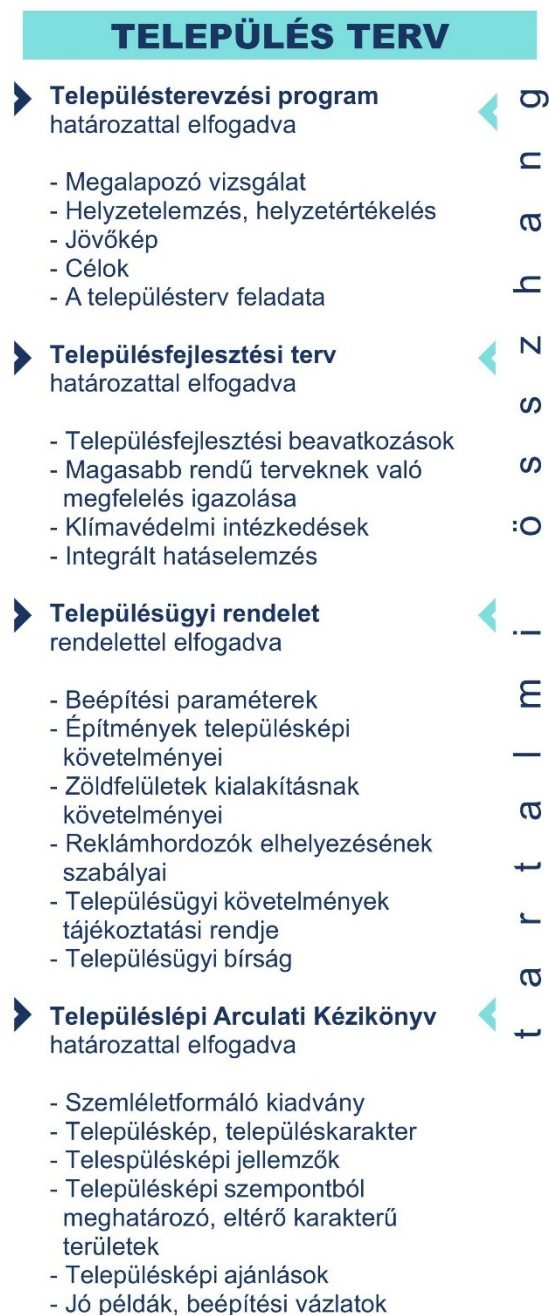 TELEPÜLÉS TERV
Településterevzési program
határozattal elfogadva
- Megalapozó vizsgálat
- Helyzetelemzés, helyzetértékelés
- Jövőkép
- Célok
- A településterv feladata
Településfejlesztési terv
határozattal elfogadva
- Településfejlesztési beavatkozások
- Magasabb rendű terveknek való
megfelelés igazolása
- Klímavédelmi intézkedések
- Integrált hatáselemzés
Településügyi rendelet
rendelettel elfogadva
- Beépítési paraméterek
- Építmények településképi
követelményei
- Zöldfelületek kialakításnak
követelményei
- Reklámhordozók elhelyezésének
szabályai
- Településügyi követelmények
tájékoztatási rendje
- Településügyi bírság
Településlépi Arculati Kézikönyv
határozattal elfogadva
- Szemléletformáló kiadvány
- Településkép, településkarakter
- Telespülésképi jellemzők
- Településképi szempontból
meghatározó, eltérő karakterű
területek
- Településképi ajánlások
- Jó példák, beépítési vázlatok
tartalmi összhang